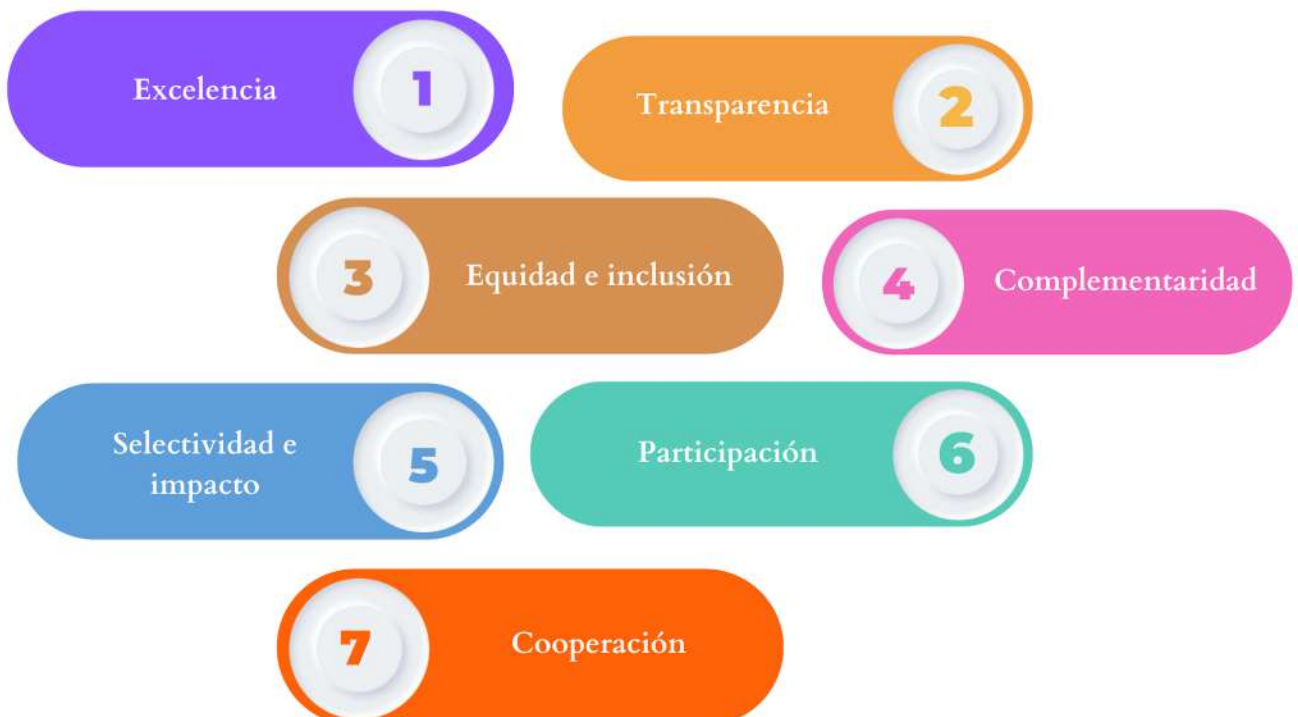 Excelencia
1
Transparencia
2
3
Equidad e inclusión
4
Complementaridad
Selectividad e
impacto
5
Participación
6
7
Cooperación